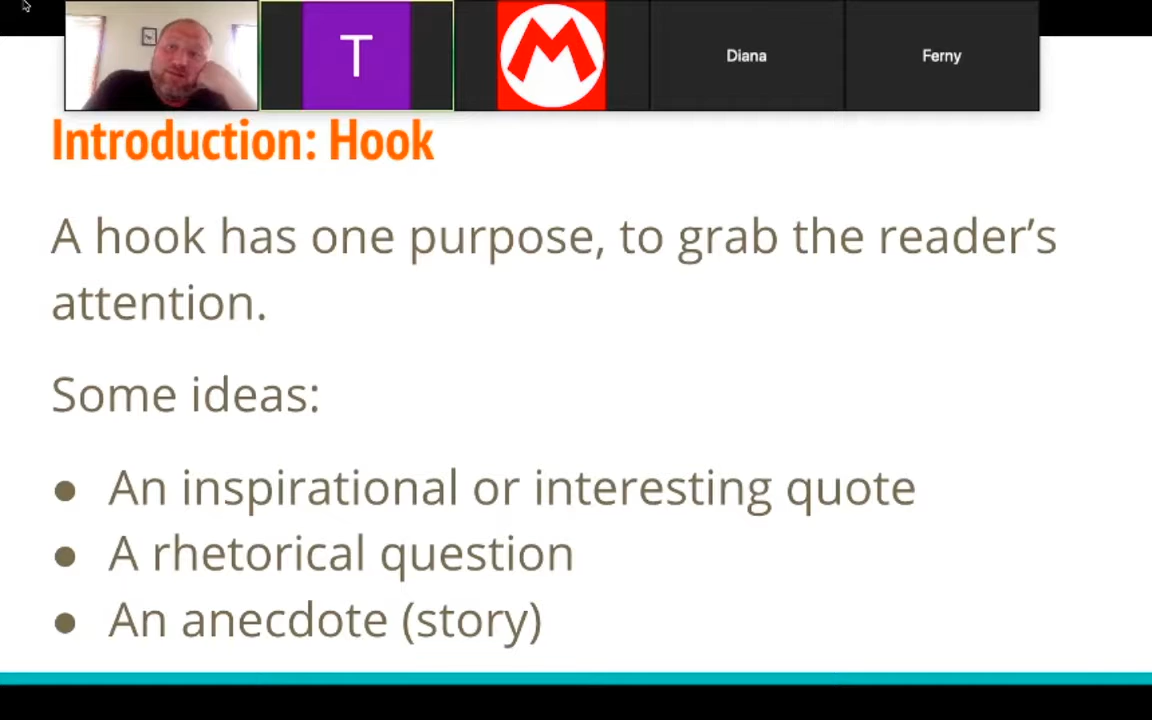 T
M
Diana
Ferny
Introduction: Hook
A hook has one purpose, to grab the reader’s
attention.
Some ideas:
● An inspirational or interesting quote
● A rhetorical question
● An anecdote (story)